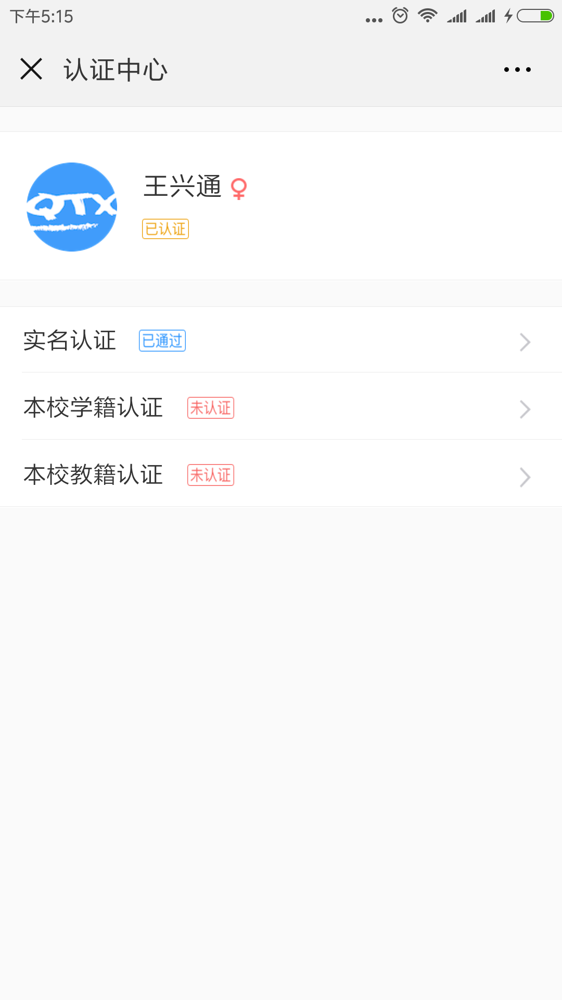 下午5:15
认证中心
王兴通
QTX
已认证
实名认证 已通过
本校学籍认证 未认证
本校教籍认证 未认证